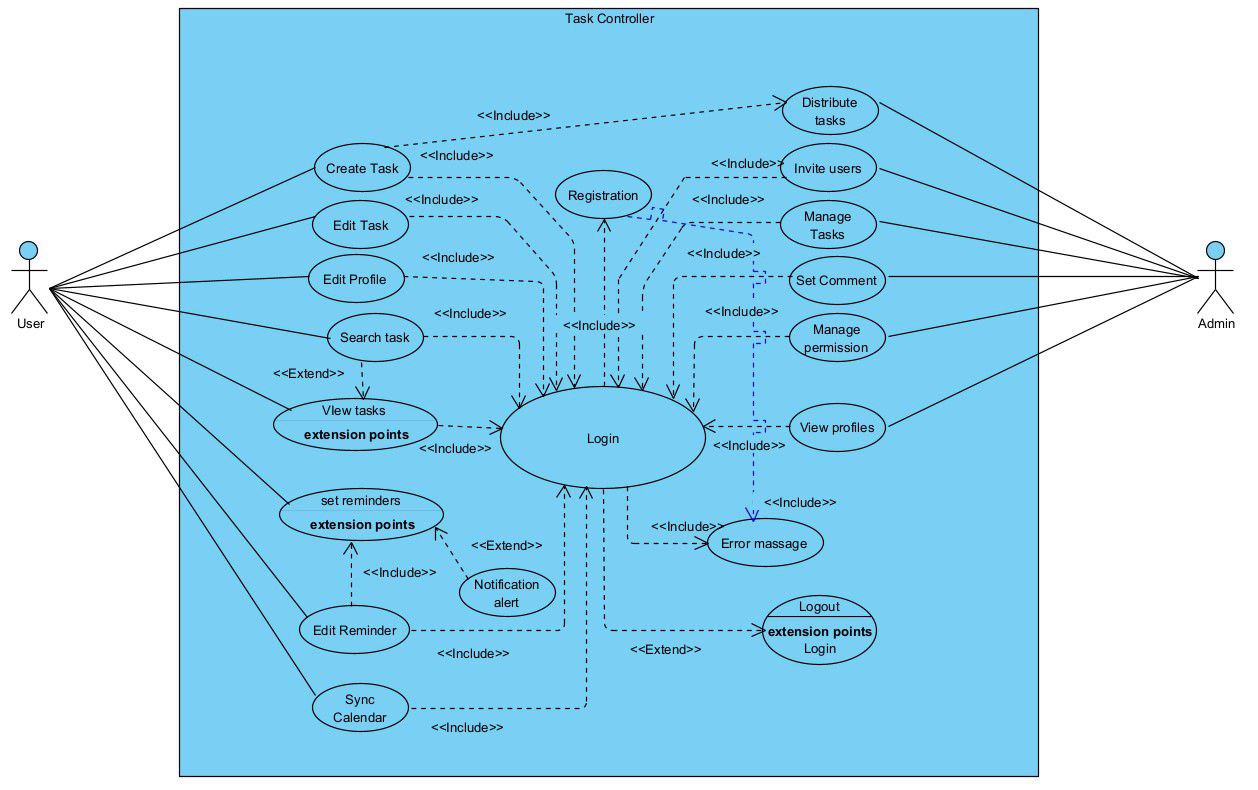 Task Controller
Distribute
tasks
<<Include>>
Create Task
<<Include>>
<<Include>>
Invite users
Registration
Edit Task
<<Include>>
<<Include>>
Manage
Tasks
Edit Profile
<<Include>>
<<Include>>
Set Comment
User
Admin
Search task
<<Include>>
<<Include>>
<<Include>>
Manage
permission
<<Extend>>
VIew tasks
extension points
<<Include>>
Login
View profiles
<<Include>>
set reminders
extension points
<<Include>>
<<Include>>
Error massage
<<Extend>>
<<Include>>
Notification
alert
Edit Reminder
<<Include>>
Logout
extension points
Login
<<Extend>>
Sync
Calendar
<<Include>>